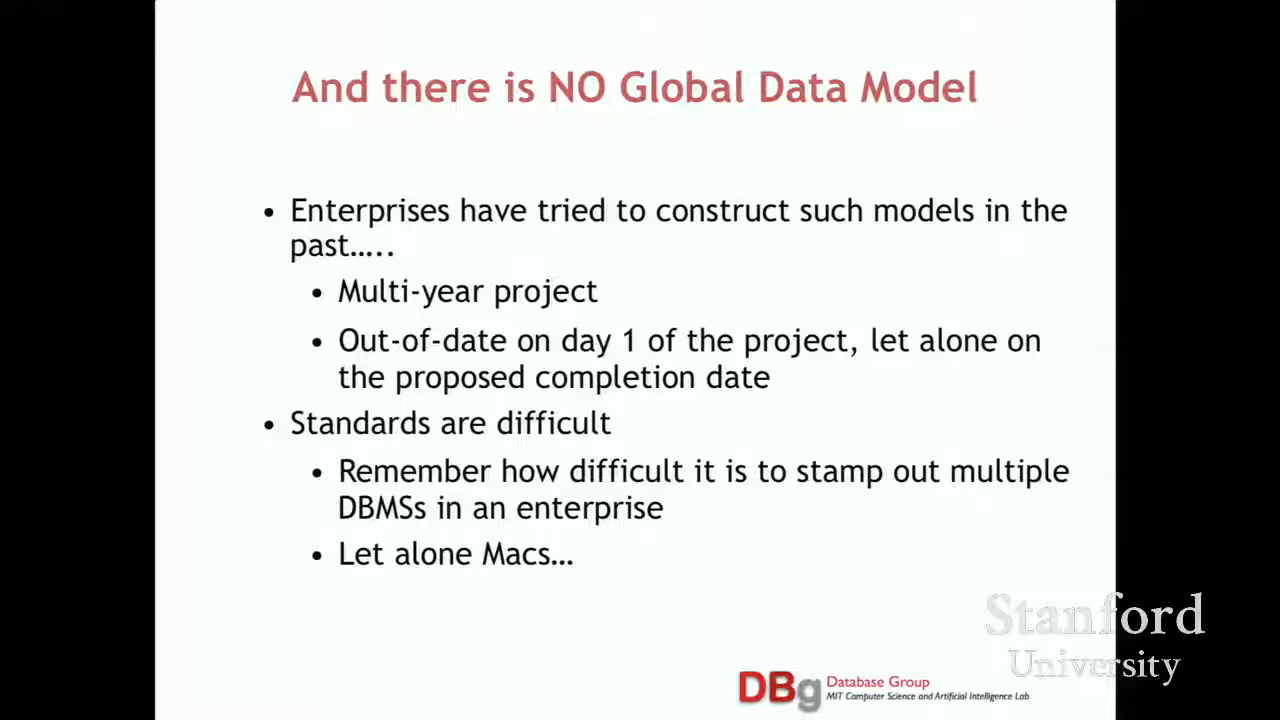 And there is NO Global Data Model
• Enterprises have tried to construct such models in the
past…..
• Multi-year project
• Out-of-date on day 1 of the project, let alone on
the proposed completion date
• Standards are difficult
• Remember how difficult it is to stamp out multiple
DBMSs in an enterprise
• Let alone Macs…
Stanford
University
DBg Database Group
MIT Computer Science and Artificial Intelligence Lab